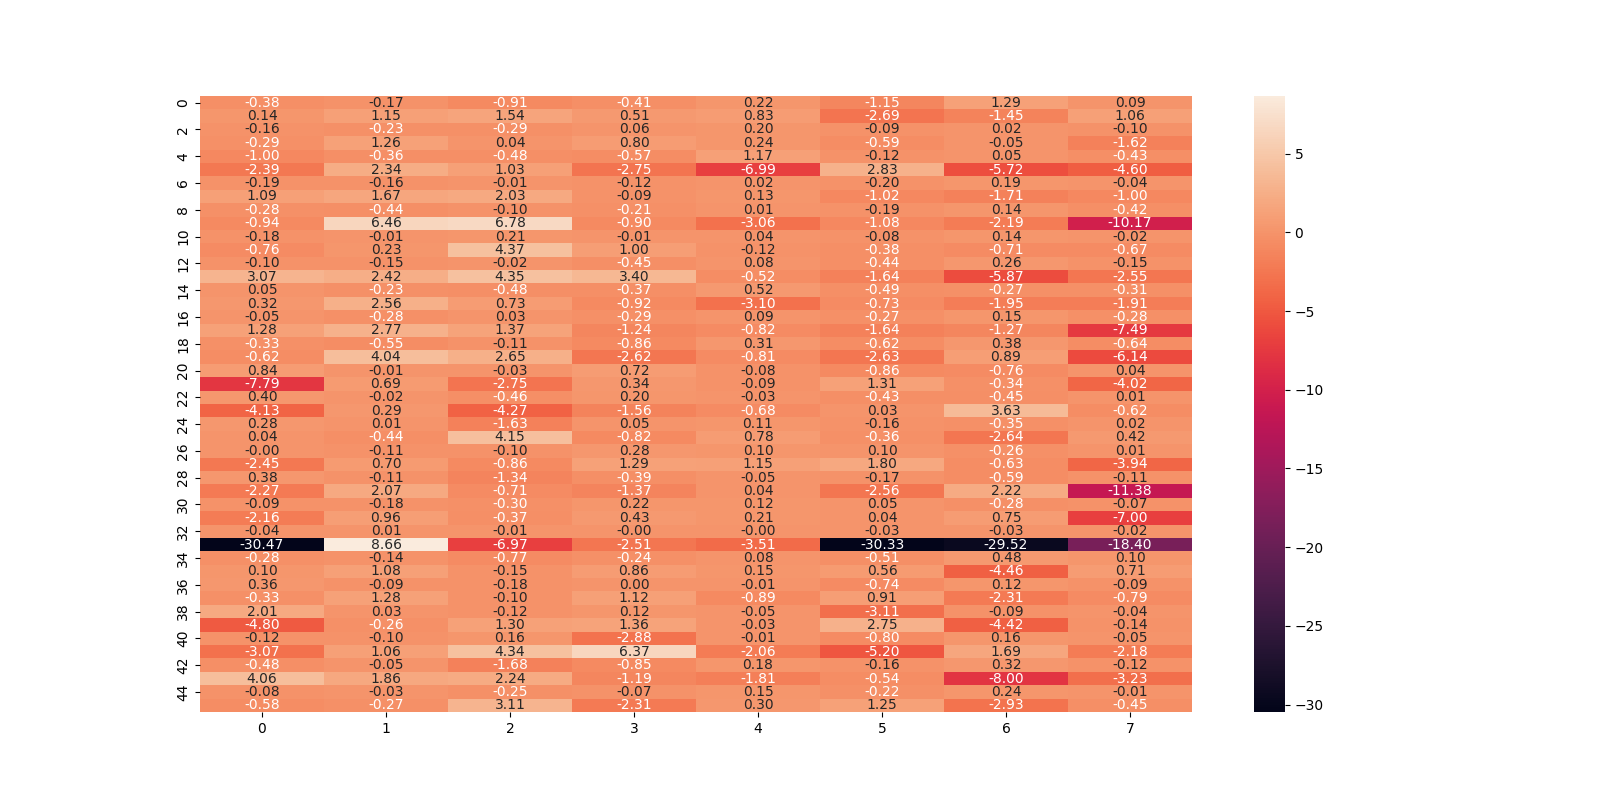 0 -0.38 -0.17 -0.91 -0.41 0.22 -1.15 1.29 0.09
0.14 1.15 1.54 0.51 0.83 -2.69 -1.45 1.06
2 -0.16 -0.23 -0.29 0.06 0.20 -0.09 0.02 -0.10
-0.29 1.26 0.04 0.80 0.24 -0.59 -0.05 -1.62
4 -1.00 -0.36 -0.48 -0.57 1.17 -0.12 0.05 -0.43
-2.39 2.34 1.03 -2.75 -6.99 2.83 -5.72 -4.60
6 -0.19 -0.16 -0.01 -0.12 0.02 -0.20 0.19 -0.04
1.09 1.67 2.03 -0.09 0.13 -1.02 -1.71 -1.00
8 -0.28 -0.44 -0.10 -0.21 0.01 -0.19 0.14 -0.42
-0.94 6.46 6.78 -0.90 -3.06 -1.08 -2.19 -10.17
10 -0.18 -0.01 0.21 -0.01 0.04 -0.08 0.14 -0.02
-0.76 0.23 4.37 1.00 -0.12 -0.38 -0.71 -0.67
12 -0.10 -0.15 -0.02 -0.45 0.08 -0.44 0.26 -0.15
3.07 2.42 4.35 3.40 -0.52 -1.64 -5.87 -2.55
14 0.05 -0.23 -0.48 -0.37 0.52 -0.49 -0.27 -0.31
0.32 2.56 0.73 -0.92 -3.10 -0.73 -1.95 -1.91
16 -0.05 -0.28 0.03 -0.29 0.09 -0.27 0.15 -0.28
1.28 2.77 1.37 -1.24 -0.82 -1.64 -1.27 -7.49
18 -0.33 -0.55 -0.11 -0.86 0.31 -0.62 0.38 -0.64
-0.62 4.04 2.65 -2.62 -0.81 -2.63 0.89 -6.14
20 0.84 -0.01 -0.03 0.72 -0.08 -0.86 -0.76 0.04
-7.79 0.69 -2.75 0.34 -0.09 1.31 -0.34 -4.02
22 0.40 -0.02 -0.46 0.20 -0.03 -0.43 -0.45 0.01
-4.13 0.29 -4.27 -1.56 -0.68 0.03 3.63 -0.62
24 0.28 0.01 -1.63 0.05 0.11 -0.16 -0.35 0.02
0.04 -0.44 4.15 -0.82 0.78 -0.36 -2.64 0.42
26 -0.00 -0.11 -0.10 0.28 0.10 0.10 -0.26 0.01
-2.45 0.70 -0.86 1.29 1.15 1.80 -0.63 -3.94
28 0.38 -0.11 -1.34 -0.39 -0.05 -0.17 -0.59 -0.11
-2.27 2.07 -0.71 -1.37 0.04 -2.56 2.22 -11.38
30 -0.09 -0.18 -0.30 0.22 0.12 0.05 -0.28 -0.07
-2.16 0.96 -0.37 0.43 0.21 0.04 0.75 -7.00
32 -0.04 0.01 -0.01 -0.00 -0.00 -0.03 -0.03 -0.02
-30.47 8.66 -6.97 -2.51 -3.51 -30.33 -29.52 -18.40
34 -0.28 -0.14 -0.77 -0.24 0.08 -0.51 0.48 0.10
0.10 1.08 -0.15 0.86 0.15 0.56 -4.46 0.71
36 0.36 -0.09 -0.18 0.00 -0.01 -0.74 0.12 -0.09
-0.33 1.28 -0.10 1.12 -0.89 0.91 -2.31 -0.79
38 2.01 0.03 -0.12 0.12 -0.05 -3.11 -0.09 -0.04
-4.80 -0.26 1.30 1.36 -0.03 2.75 -4.42 -0.14
40 -0.12 -0.10 0.16 -2.88 -0.01 -0.80 0.16 -0.05
-3.07 1.06 4.34 6.37 -2.06 -5.20 1.69 -2.18
42 -0.48 -0.05 -1.68 -0.85 0.18 -0.16 0.32 -0.12
4.06 1.86 2.24 -1.19 -1.81 -0.54 -8.00 -3.23
44 -0.08 -0.03 -0.25 -0.07 0.15 -0.22 0.24 -0.01
-0.58 -0.27 3.11 -2.31 0.30 1.25 -2.93 -0.45
0 1 2 3 4 5 6 7
5
0
−5
−10
−15
−20
−25
−30